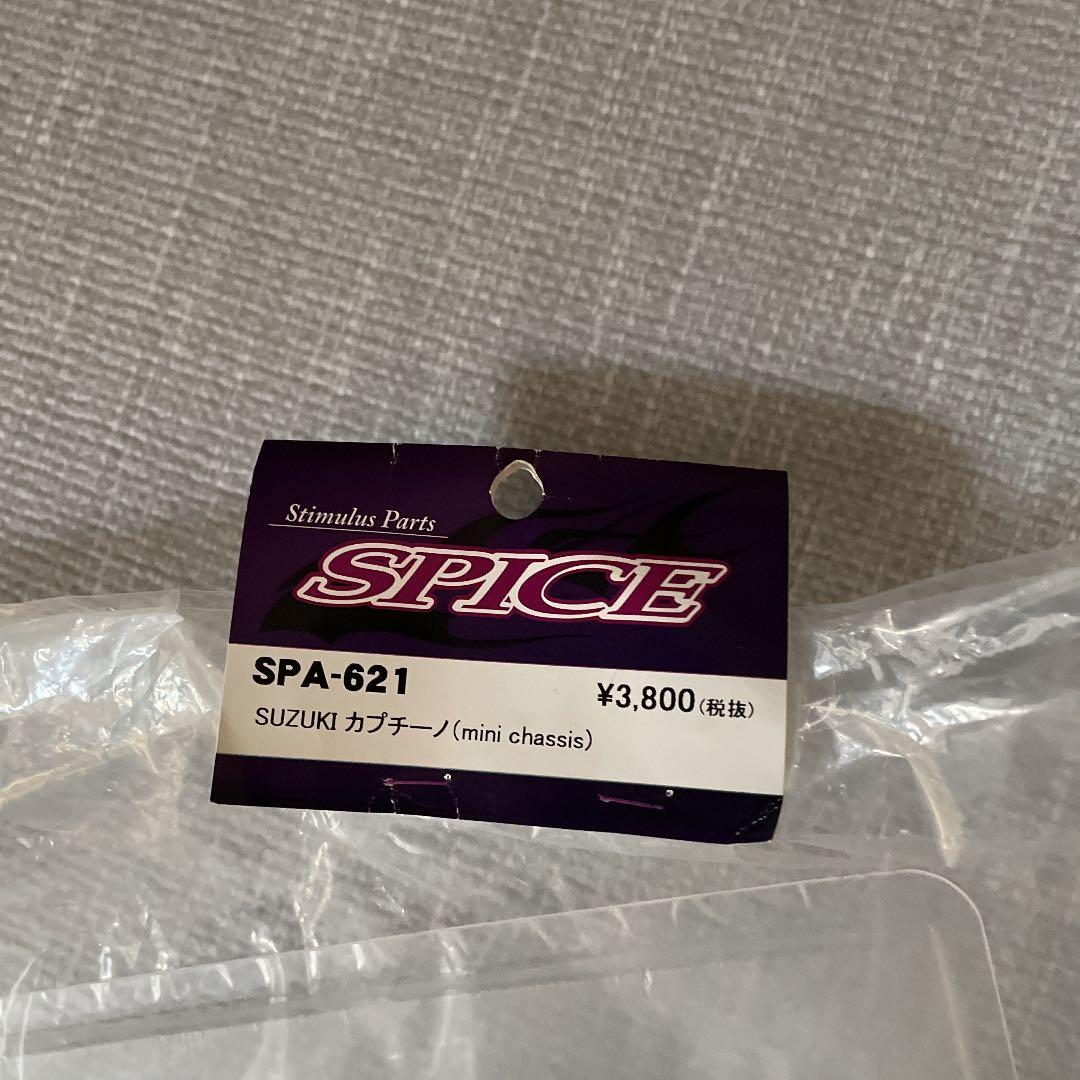 Stimulus Parts
SPICE
SPA-621
¥3,800(税抜)
SUZUKI カプチーノ(mini chassis)